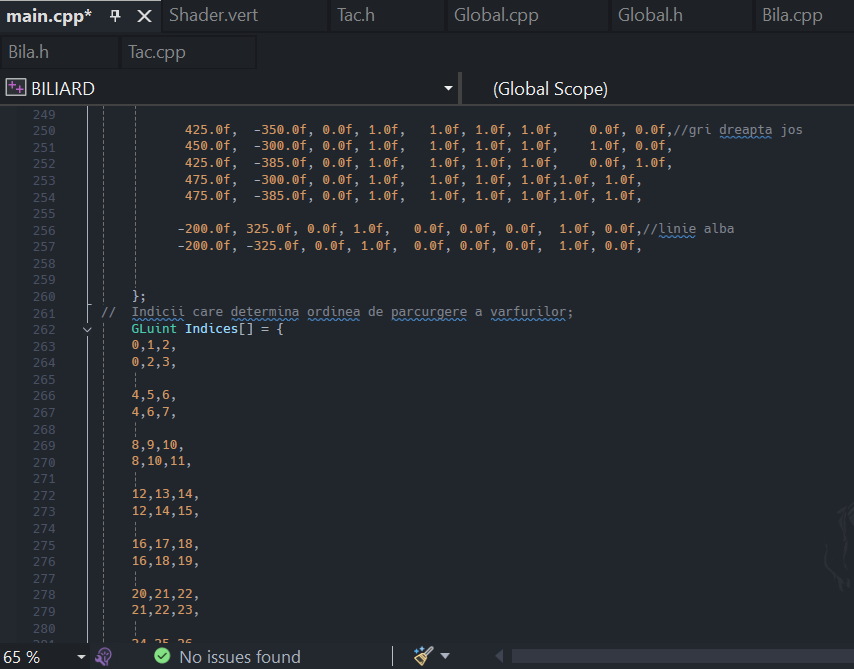 main.cpp* Shader.vert Tac.h Global.cpp Global.h Bila.cpp
Bila.h Tac.cpp
BILIARD (Global Scope)
249
250 425.0f, -350.0f, 0.0f, 1.0f, 1.0f, 1.0f, 1.0f, 0.0f, 0.0f,//gri dreapta jos
251 450.0f, -300.0f, 0.0f, 1.0f, 1.0f, 1.0f, 1.0f, 1.0f, 0.0f,
252 425.0f, -385.0f, 0.0f, 1.0f, 1.0f, 1.0f, 1.0f, 0.0f, 1.0f,
253 475.0f, -300.0f, 0.0f, 1.0f, 1.0f, 1.0f, 1.0f,1.0f, 1.0f,
254 475.0f, -385.0f, 0.0f, 1.0f, 1.0f, 1.0f, 1.0f,1.0f, 1.0f,
255
256 -200.0f, 325.0f, 0.0f, 1.0f, 0.0f, 0.0f, 0.0f, 1.0f, 0.0f,//linie alba
257 -200.0f, -325.0f, 0.0f, 1.0f, 0.0f, 0.0f, 0.0f, 1.0f, 0.0f,
258
259
260 };
261 // Indicii care determina ordinea de parcurgere a varfurilor;
262 GLuint Indices[] = {
263 0,1,2,
264 0,2,3,
265
266 4,5,6,
267 4,6,7,
268
269 8,9,10,
270 8,10,11,
271
272 12,13,14,
273 12,14,15,
274
275 16,17,18,
276 16,18,19,
277
278 20,21,22,
279 21,22,23,
280
65 % No issues found